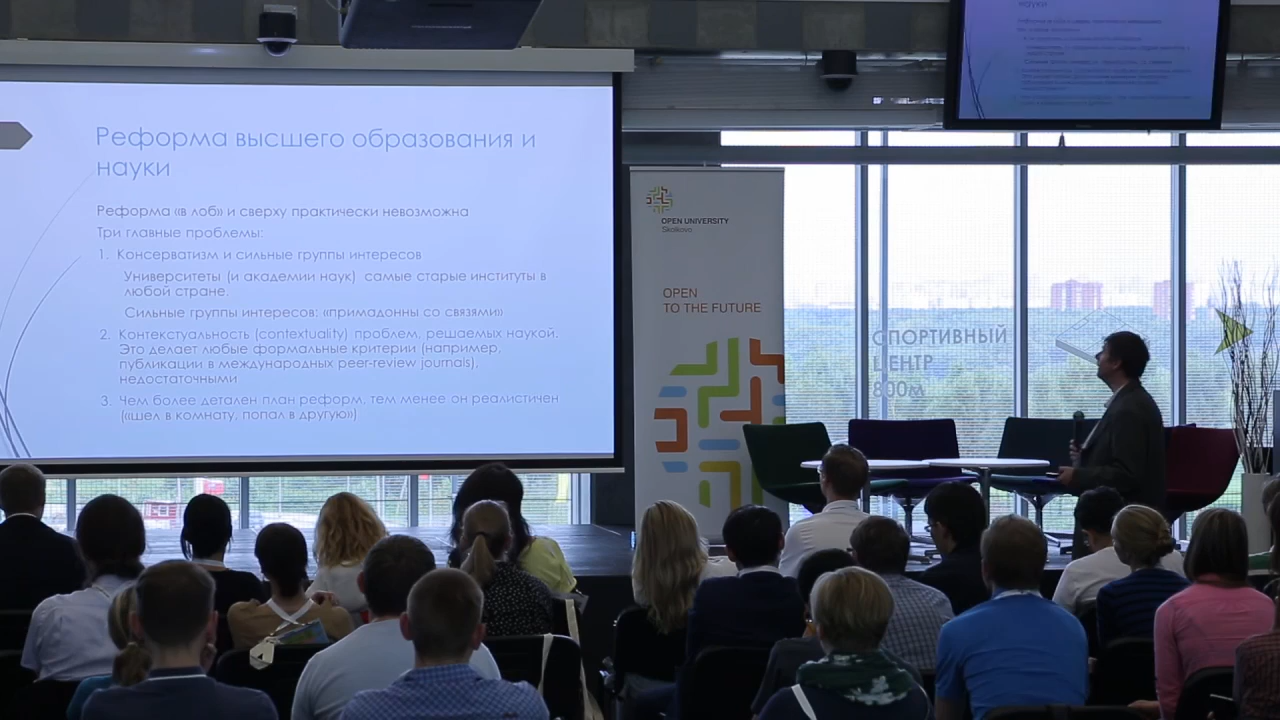 Реформа высшего образования и
науки
Реформа «в лоб» и сверху практически невозможна
Три главные проблемы:
1. Консерватизм и сильные группы интересов
Университеты (и академии наук) самые старые институты в
любой стране.
Сильные группы интересов: «примадонны со связями»
2. Контекстуальность (contextuality) проблем, решаемых наукой.
Это делает любые формальные критерии (например,
публикации в международных peer-review journals),
недостаточными
3. Чем более детален план реформ, тем менее он реалистичен
(«шел в комнату, попал в другую»)
OPEN UNIVERSITY
Skolkovo
OPEN
TO THE FUTURE
СПОРТИВНЫЙ
ЦЕНТР
800м
науки